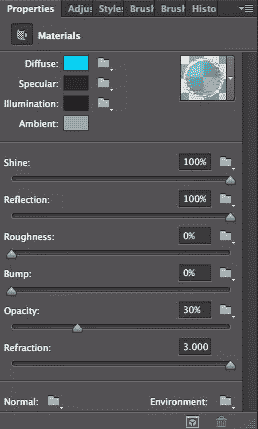 Properties Adjus Styles Brush Brush Histo
Materials
Diffuse:
Specular:
Illumination:
Ambient:
Shine: 100%
Reflection: 100%
Roughness: 0%
Bump: 0%
Opacity: 30%
Refraction: 3.000
Normal: Environment: